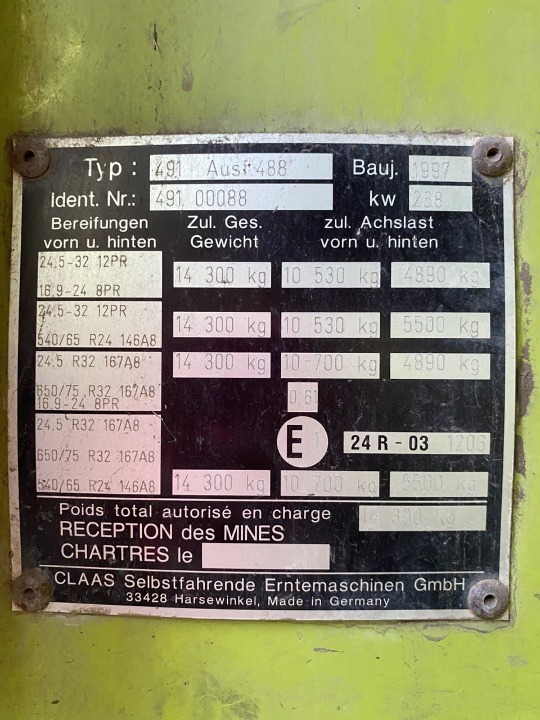 Typ: 491 Ausf 488 Bauj. 1997
Ident. Nr.: 491 00088 kw 268
Bereifungen Zul. Ges. zul. Achslast
vorn u. hinten Gewicht vorn u. hinten
24.5-32 12PR
14 300 kg 10 530 kg 4890 kg
16.9-24 8PR
24.5-32 12PR
14 300 kg 10 530 kg 5500 kg
540/65 R24 146A8
24.5 R32 167A8 14 300 kg 10 700 kg 4890 kg
650/75 R32 167A8 0.61
16.9-24 8PR
24.5 R32 167A8
E 1 24 R - 03 1206
650/75 R32 167A8
540/65 R24 146A8 14 300 kg 10 700 kg 5500 kg
Poids total autorisé en charge 14 300 kg
RECEPTION des MINES
CHARTRES le
CLAAS Selbstfahrende Erntemaschinen GmbH
33428 Harsewinkel, Made in Germany